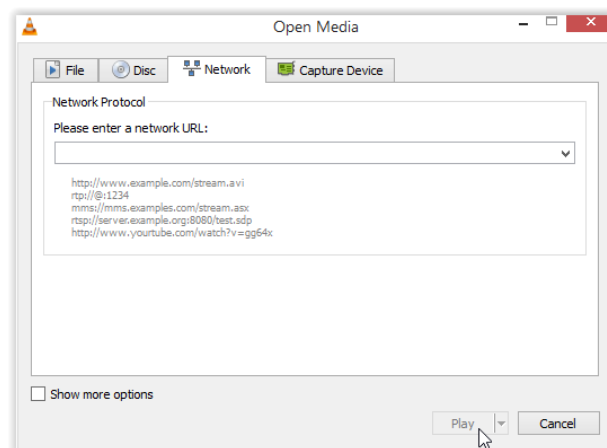 Open Media
File Disc Network Capture Device
Network Protocol
Please enter a network URL:
http://www.example.com/stream.avi
rtp://@:1234
mms://mms.examples.com/stream.asx
rtsp://server.example.org:8080/test.sdp
http://www.yourtube.com/watch?v=gg64x
Show more options
Play Cancel